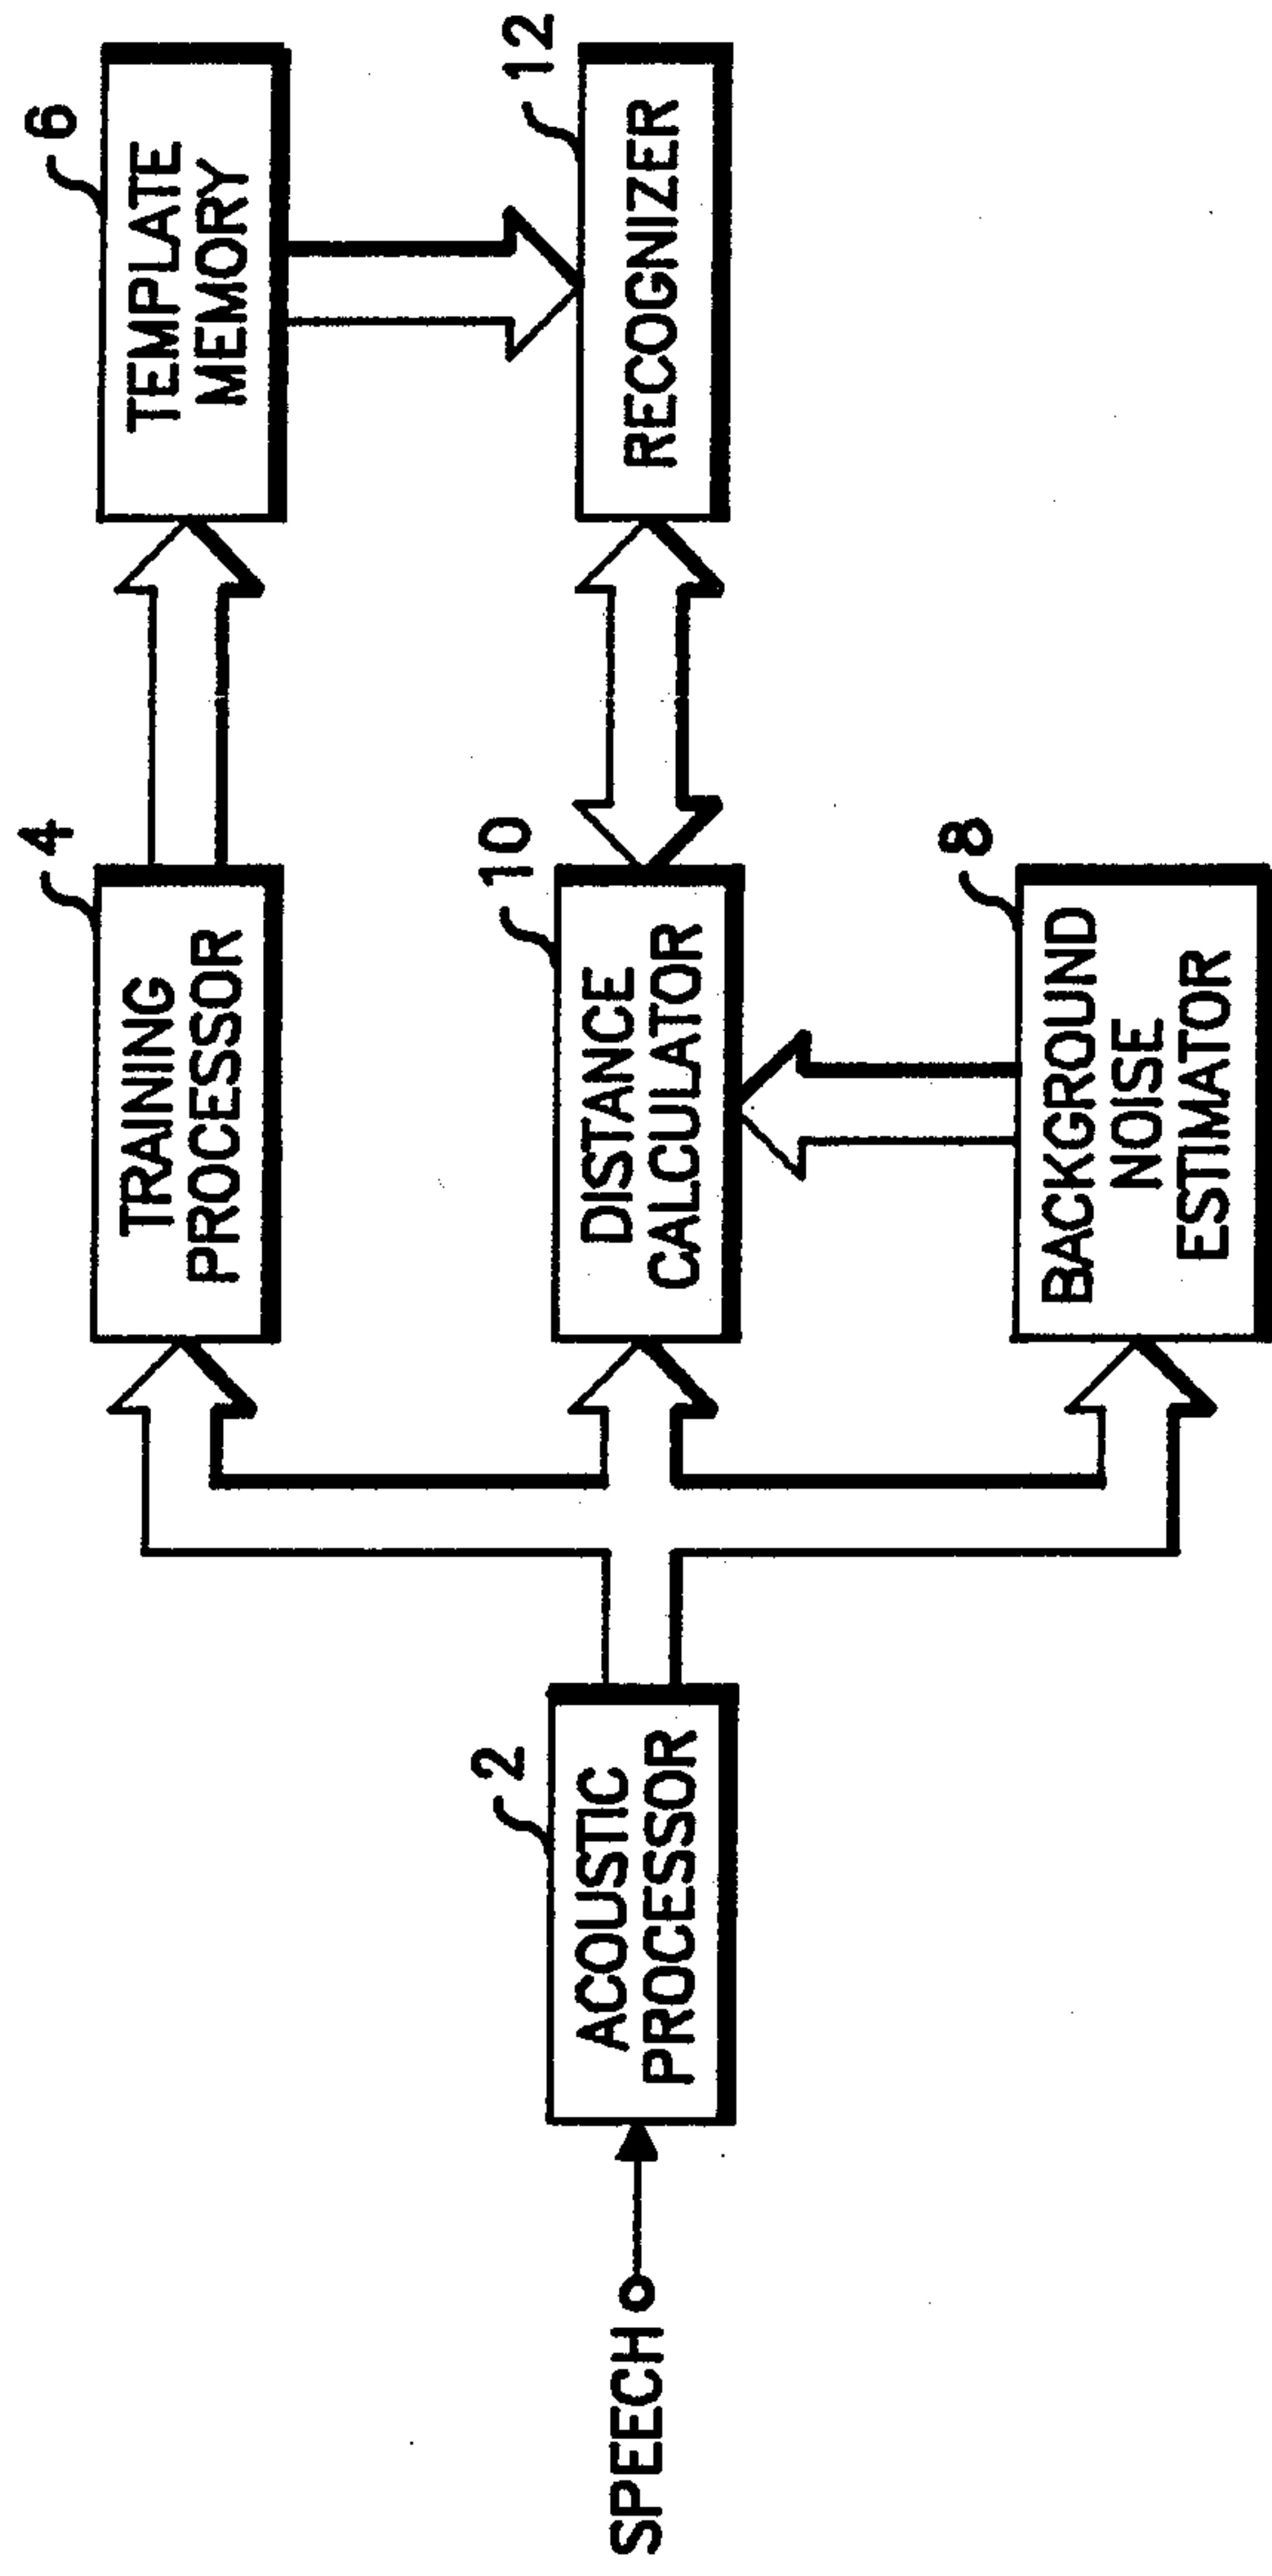 SPEECH
2
ACOUSTIC
PROCESSOR
4
TRAINING
PROCESSOR
6
TEMPLATE
MEMORY
10
DISTANCE
CALCULATOR
12
RECOGNIZER
8
BACKGROUND
NOISE
ESTIMATOR